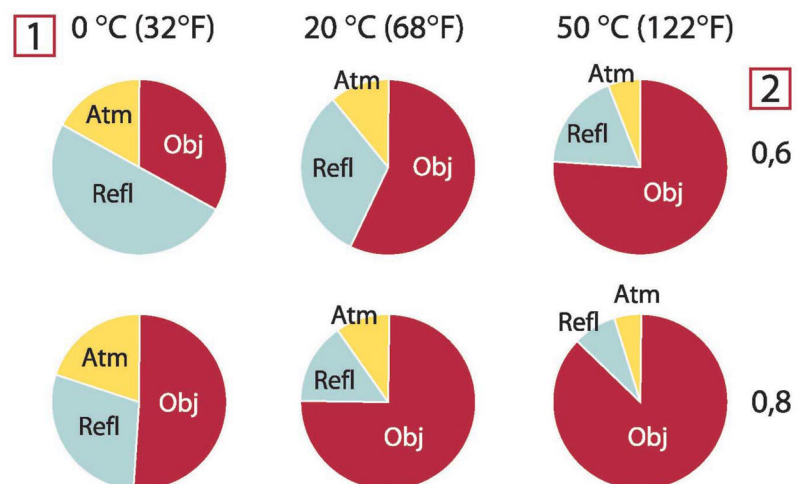 1 0 °C (32°F) 20 °C (68°F) 50 °C (122°F)
2
0,6
Atm Obj Refl
Atm Refl Obj
Atm Refl Obj
0,8
Atm Obj Refl
Atm Refl Obj
Atm Refl Obj